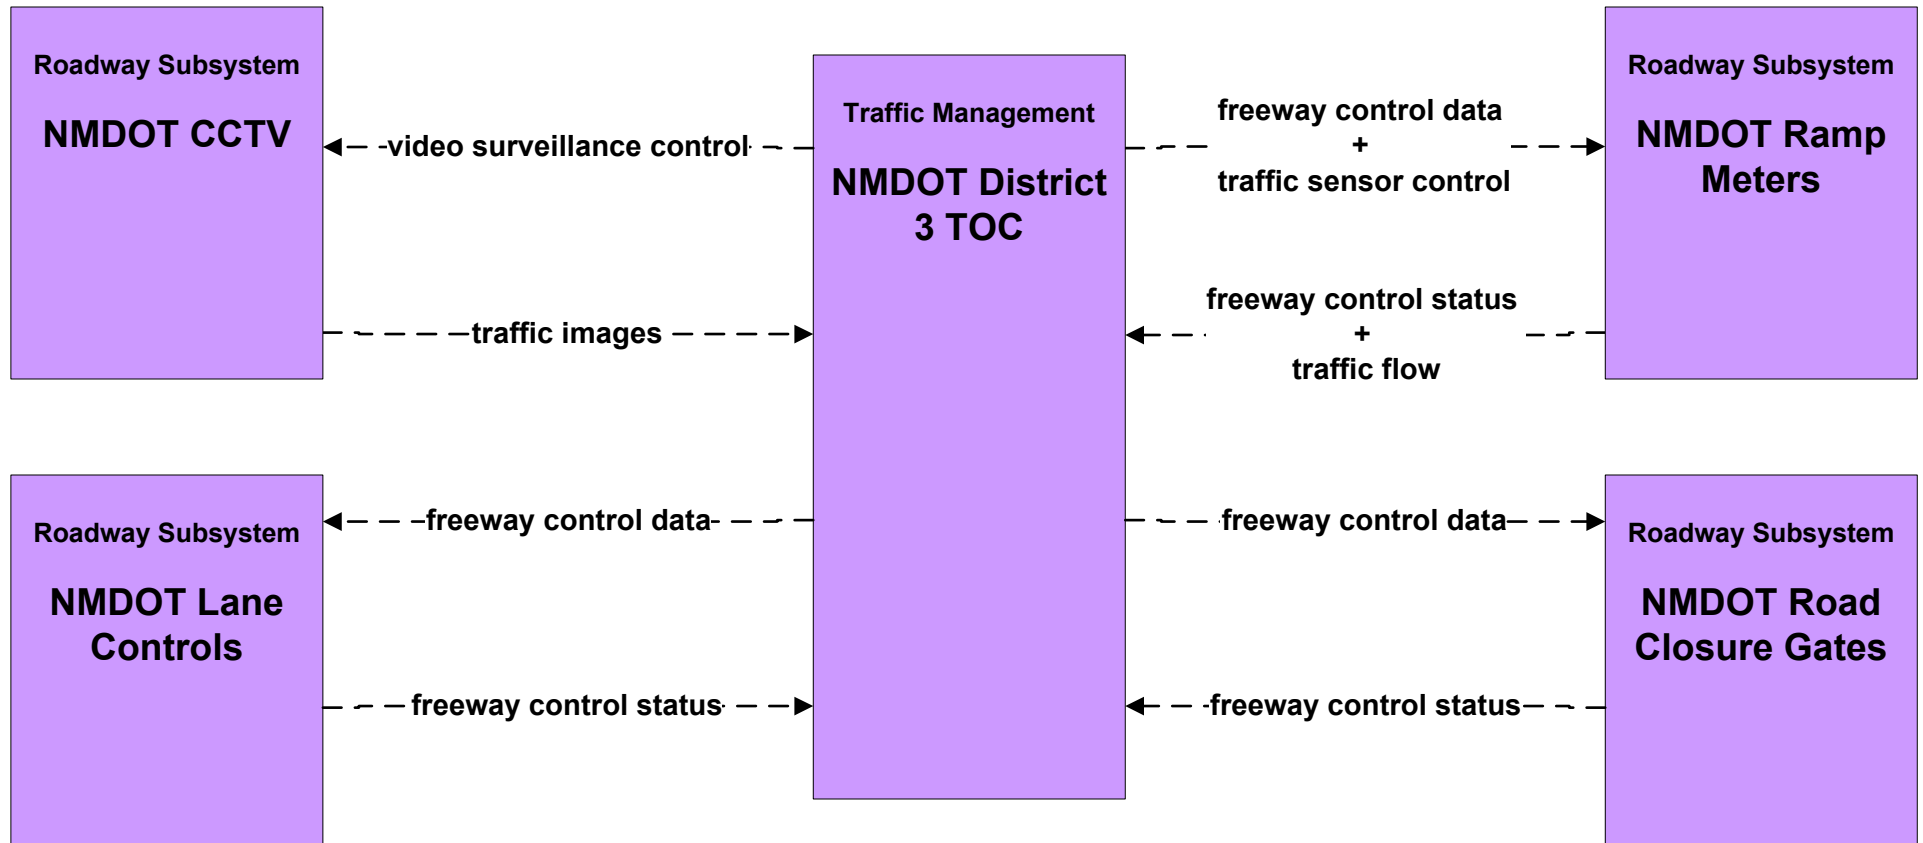 Roadway Subsystem
NMDOT CCTV
video surveillance control
traffic images
Traffic Management
NMDOT District
3 TOC
freeway control data
+
traffic sensor control
freeway control status
+
traffic flow
Roadway Subsystem
NMDOT Ramp
Meters
Roadway Subsystem
NMDOT Lane
Controls
freeway control data
freeway control status
freeway control data
freeway control status
Roadway Subsystem
NMDOT Road
Closure Gates